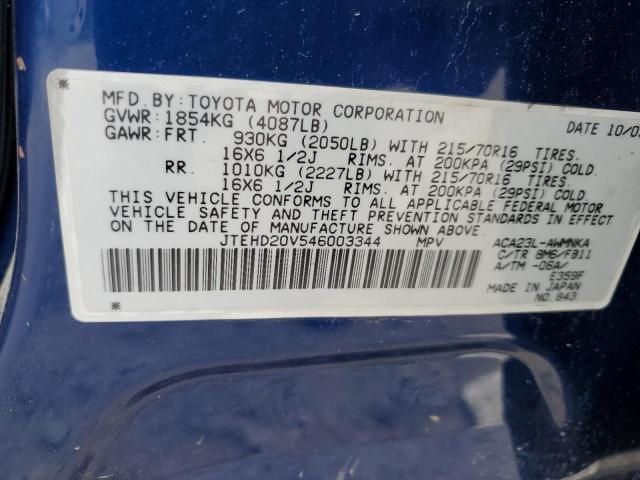 MFD. BY: TOYOTA MOTOR CORPORATION DATE 10/0
GVWR: 1854KG (4087LB)
GAWR: FRT. 930KG (2050LB) WITH 215/70R16 TIRES.
16X6 1/2J RIMS. AT 200KPA (29PSI) COLD.
RR. 1010KG (2227LB) WITH 215/70R16 TIRES.
16X6 1/2J RIMS. AT 200KPA (29PSI) COLD.
THIS VEHICLE CONFORMS TO ALL APPLICABLE FEDERAL MOTOR
VEHICLE SAFETY AND THEFT PREVENTION STANDARDS IN EFFECT
ON THE DATE OF MANUFACTURE SHOWN ABOVE.
JTEHD20V546003344 MPV ACA23L-AWMNKA
C/TR 8M6/FB11
A/TM -06A/
E359F
MADE IN JAPAN
NO. 843